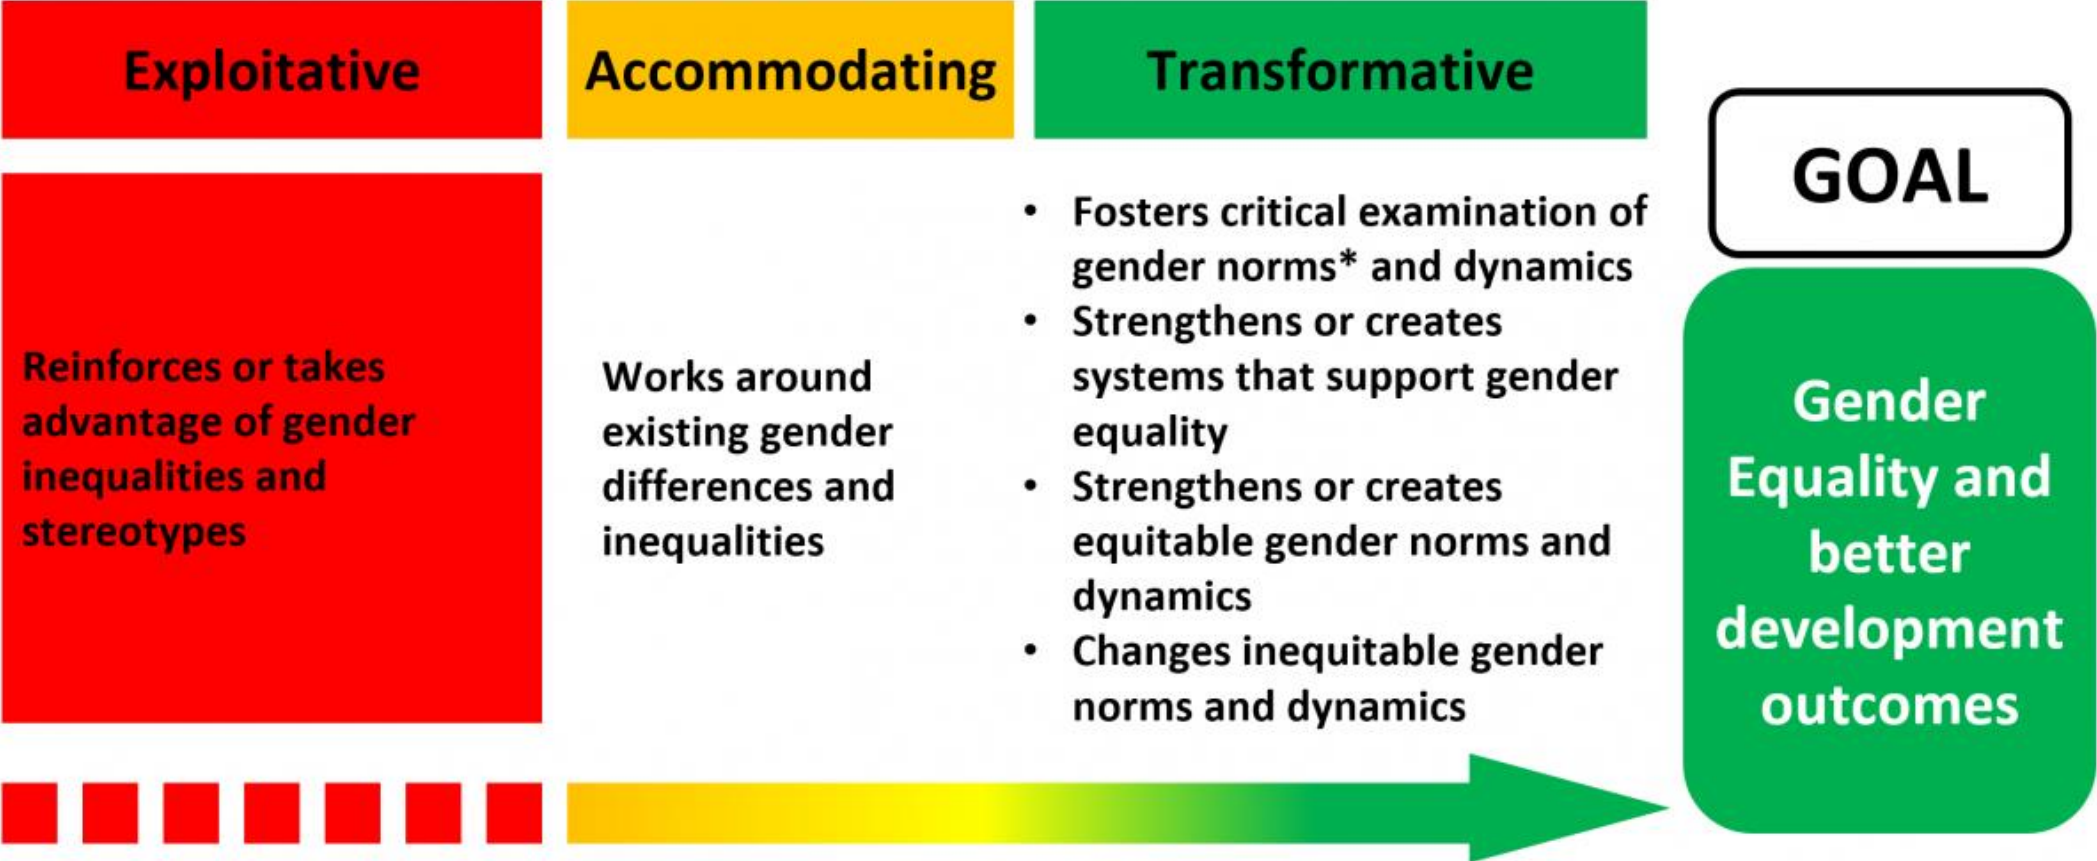 Exploitative
Accommodating
Transformative
Reinforces or takes
advantage of gender
inequalities and
stereotypes
Works around
existing gender
differences and
inequalities
• Fosters critical examination of
gender norms* and dynamics
• Strengthens or creates
systems that support gender
equality
• Strengthens or creates
equitable gender norms and
dynamics
• Changes inequitable gender
norms and dynamics
GOAL
Gender
Equality and
better
development
outcomes